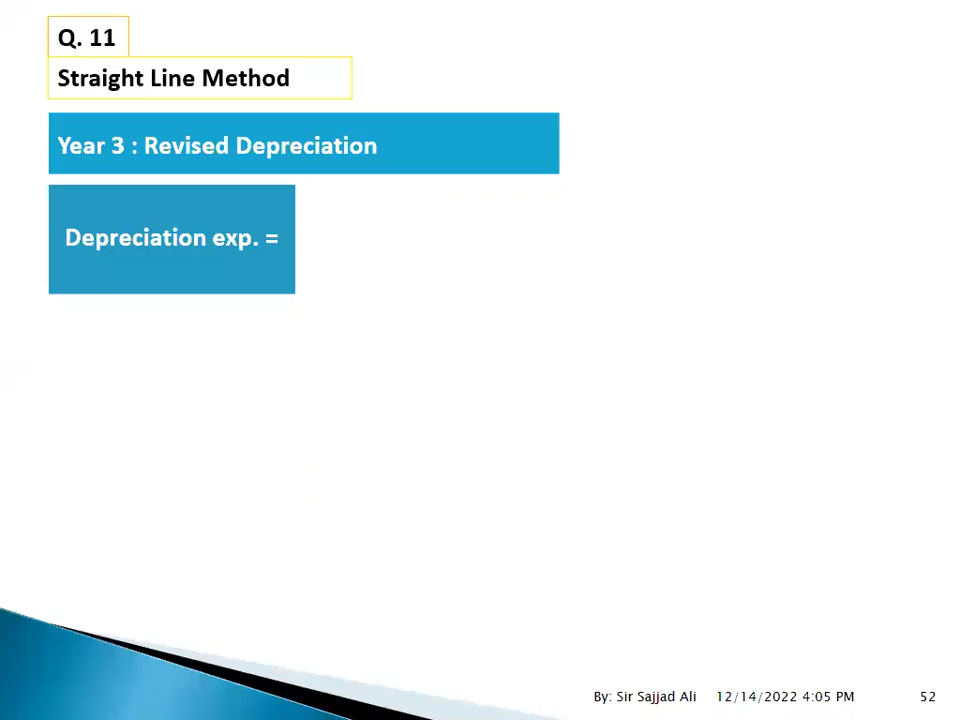 Q. 11
Straight Line Method
Year 3 : Revised Depreciation
Depreciation exp. =
By: Sir Sajjad Ali 12/14/2022 4:05 PM 52